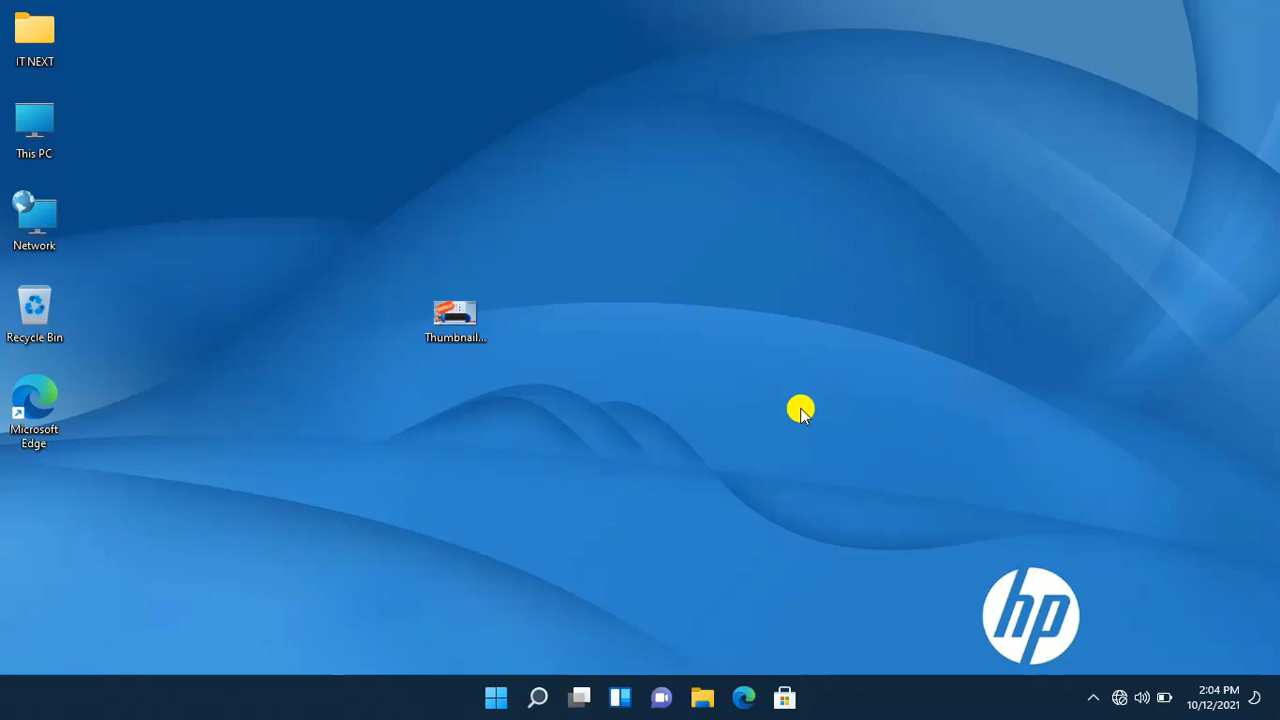 IT NEXT
This PC
Network
Recycle Bin
Microsoft
Edge
Thumbnail...
hp
2:04 PM
10/12/2021